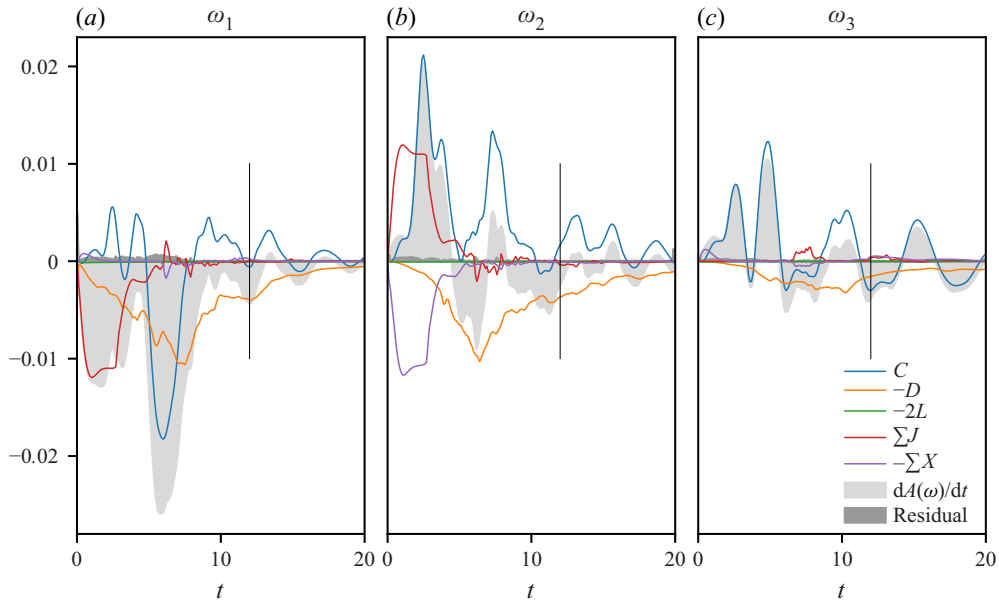 (a) ω1 (b) ω2 (c) ω3
0.02
0.01
0
−0.01
−0.02
C
−D
−2L
∑J
−∑X
dA(ω)/dt
Residual
0 10 20 0 10 20 0 10 20
t t t